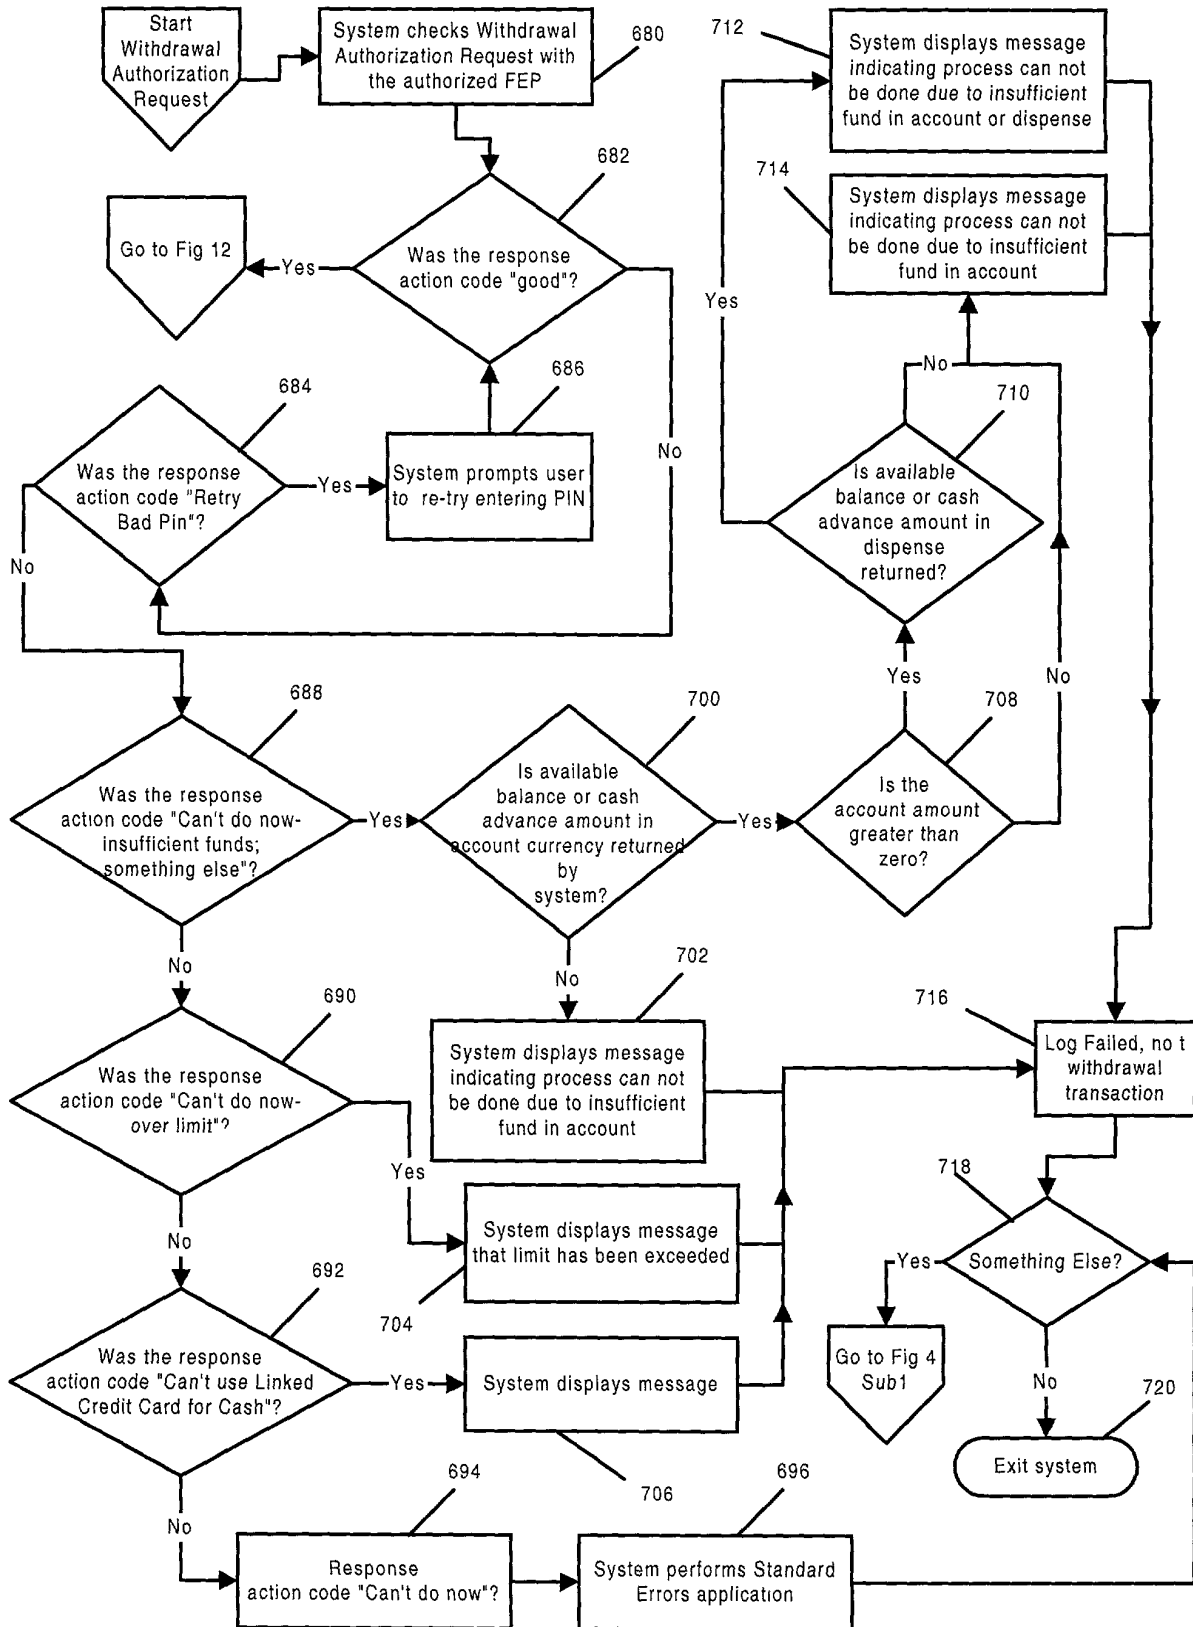 Start
Withdrawal
Authorization
Request
System checks Withdrawal
Authorization Request with
the authorized FEP
680
712
System displays message
indicating process can not
be done due to insufficient
fund in account or dispense
682
714
System displays message
indicating process can not
be done due to insufficient
fund in account
Go to Fig 12
Yes
Was the response
action code "good"?
Yes
No
684
686
710
No
Was the response
action code "Retry
Bad Pin"?
Yes
System prompts user
to re-try entering PIN
Is available
balance or cash
advance amount in
dispense
returned?
No
Yes
No
688
700
708
Was the response
action code "Can't do now-
insufficient funds;
something else"?
Yes
Is available
balance or cash
advance amount in
account currency returned
by
system?
Yes
Is the
account amount
greater than
zero?
No
No
702
690
716
Was the response
action code "Can't do now-
over limit"?
System displays message
indicating process can not
be done due to insufficient
fund in account
Log Failed, no t
withdrawal
transaction
Yes
718
No
System displays message
that limit has been exceeded
Yes
Something Else?
692
704
Was the response
action code "Can't use Linked
Credit Card for Cash"?
Yes
System displays message
Go to Fig 4
Sub1
No
720
706
Exit system
694
696
No
Response
action code "Can't do now"?
System performs Standard
Errors application